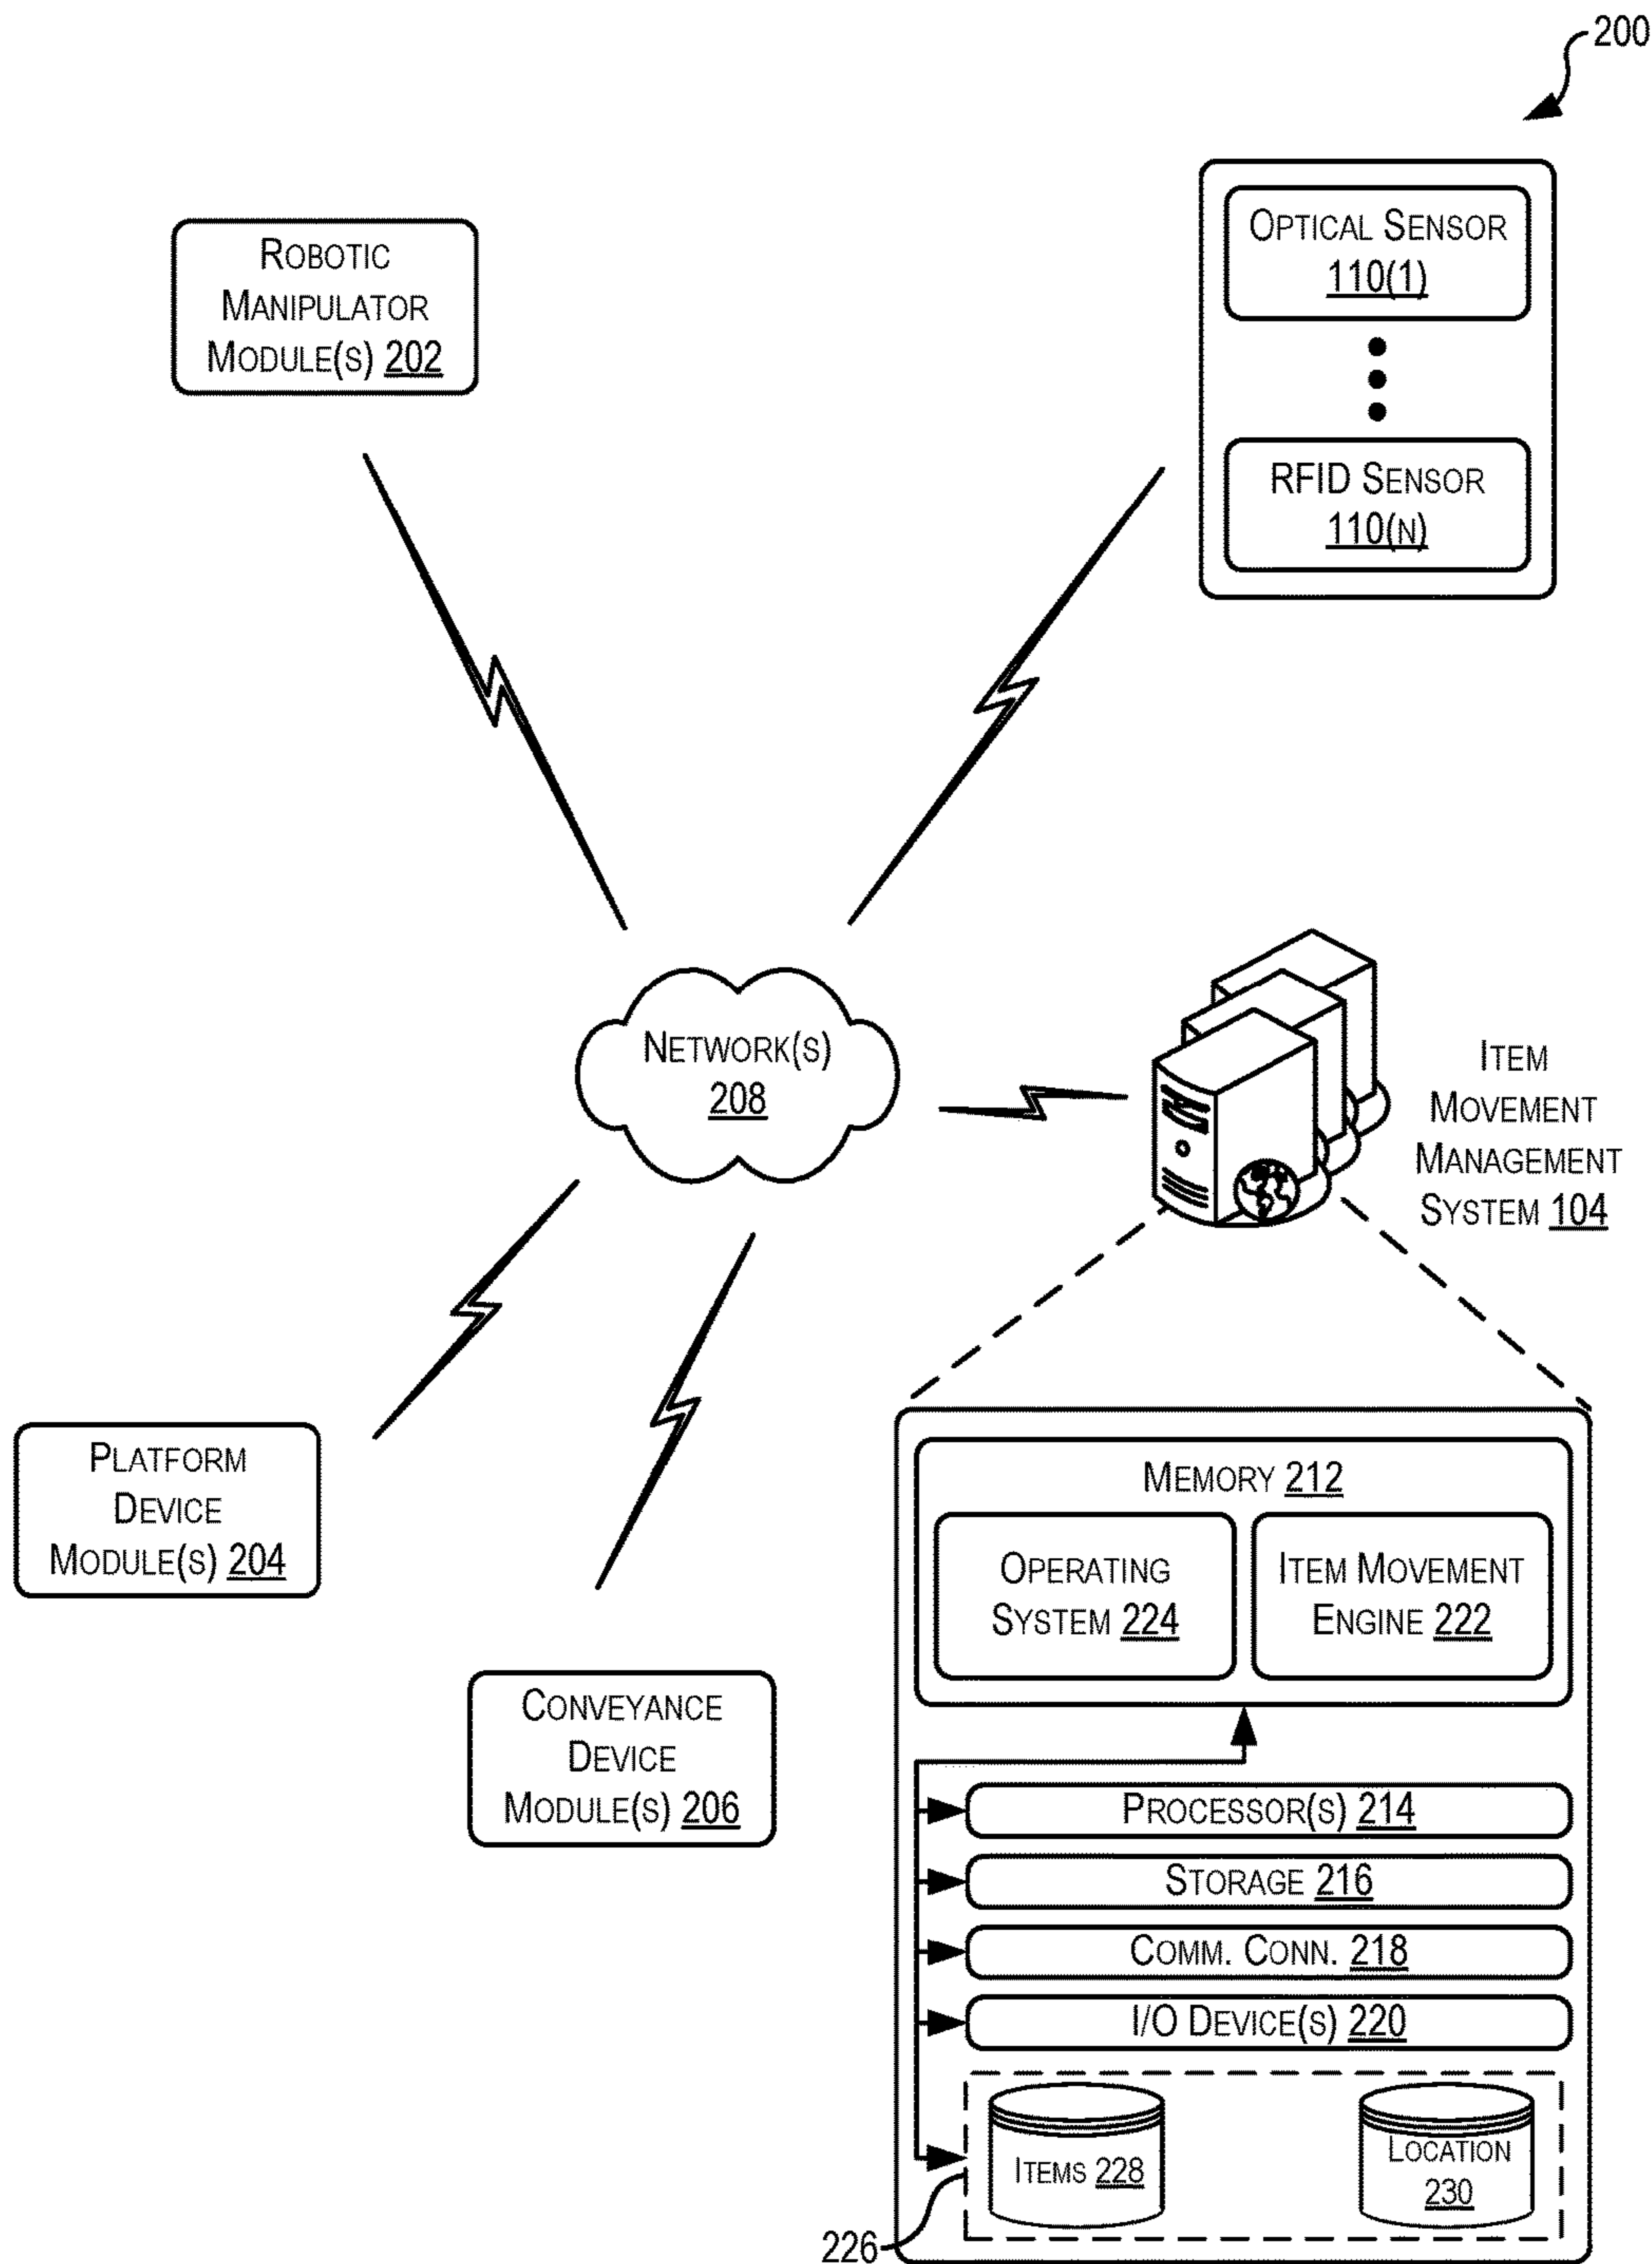 200
OPTICAL SENSOR
110(1)
RFID SENSOR
110(N)
ROBOTIC
MANIPULATOR
MODULE(S) 202
NETWORK(S)
208
ITEM
MOVEMENT
MANAGEMENT
SYSTEM 104
PLATFORM
DEVICE
MODULE(S) 204
CONVEYANCE
DEVICE
MODULE(S) 206
MEMORY 212
OPERATING
SYSTEM 224
ITEM MOVEMENT
ENGINE 222
PROCESSOR(S) 214
STORAGE 216
COMM. CONN. 218
I/O DEVICE(S) 220
ITEMS 228
LOCATION
230
226